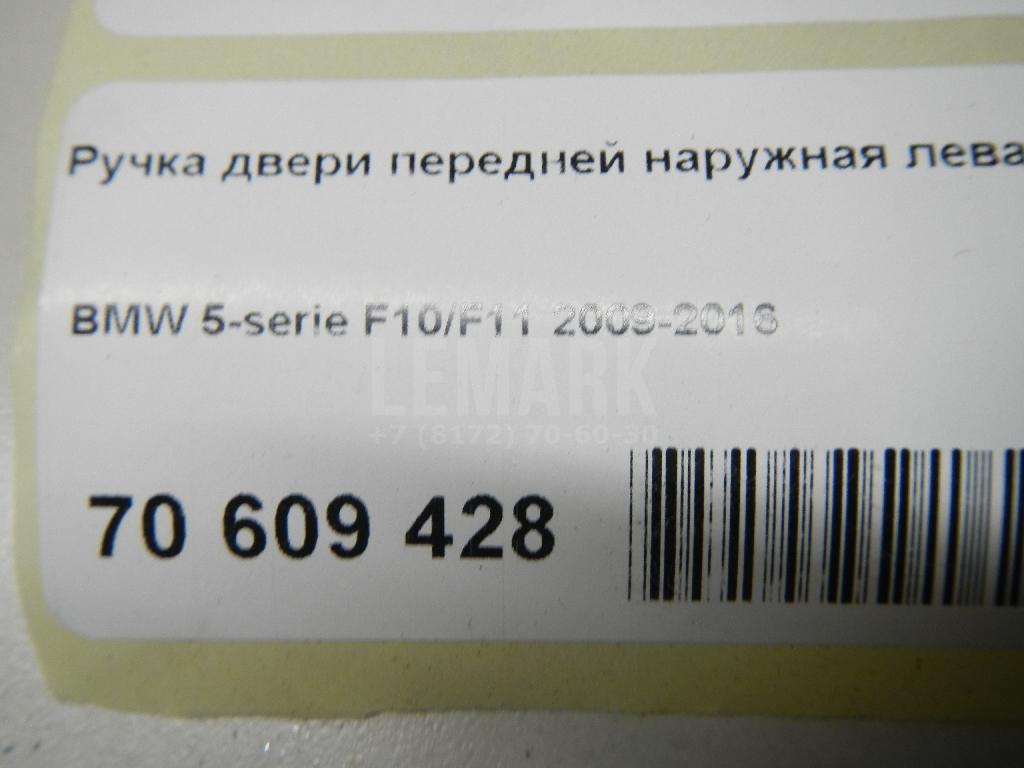 Ручка двери передней наружная лева
BMW 5-serie F10/F11 2009-2016
LEMARK
+7 (8172) 70-60-30
70 609 428